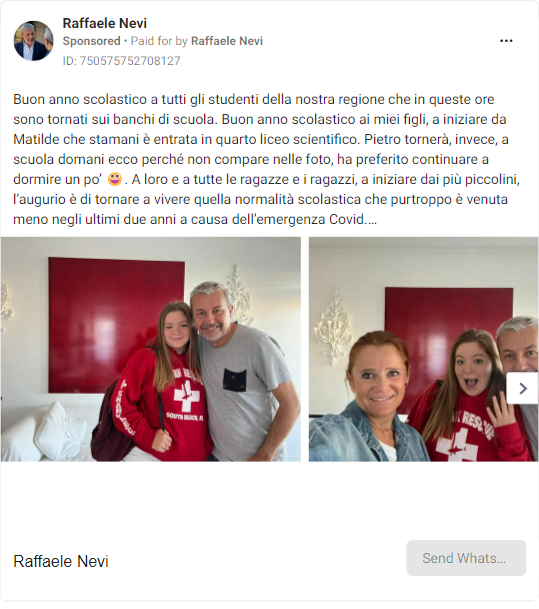 Raffaele Nevi
Sponsored • Paid for by Raffaele Nevi
ID: 750575752708127
Buon anno scolastico a tutti gli studenti della nostra regione che in queste ore
sono tornati sui banchi di scuola. Buon anno scolastico ai miei figli, a iniziare da
Matilde che stamani è entrata in quarto liceo scientifico. Pietro tornerà, invece, a
scuola domani ecco perché non compare nelle foto, ha preferito continuare a
dormire un po’ 😀. A loro e a tutte le ragazze e i ragazzi, a iniziare dai più piccolini,
l’augurio è di tornare a vivere quella normalità scolastica che purtroppo è venuta
meno negli ultimi due anni a causa dell’emergenza Covid....
SOUTH BEACH, FL
Raffaele Nevi
Send Whats...